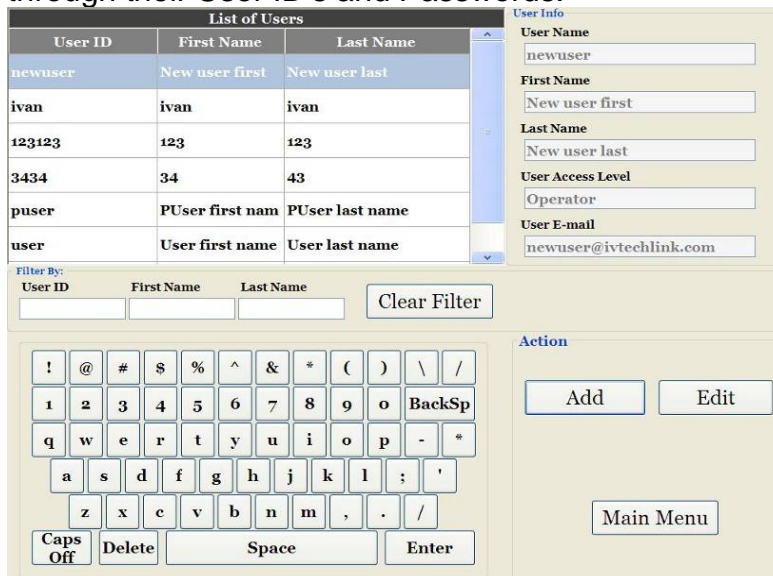 through their User ID's and Passwords.
List of Users
User ID First Name Last Name
newuser New user first New user last
ivan ivan ivan
123123 123 123
3434 34 43
puser PUser first nam PUser last name
user User first name User last name
User Info
User Name
newuser
First Name
New user first
Last Name
New user last
User Access Level
Operator
User E-mail
newuser@ivtechlink.com
Filter By:
User ID First Name Last Name
Clear Filter
! @ # $ % ^ & * ( ) \ /
1 2 3 4 5 6 7 8 9 0 BackSp
q w e r t y u i o p - *
a s d f g h j k l ; '
z x c v b n m , . /
Caps Off Delete Space Enter
Action
Add Edit
Main Menu